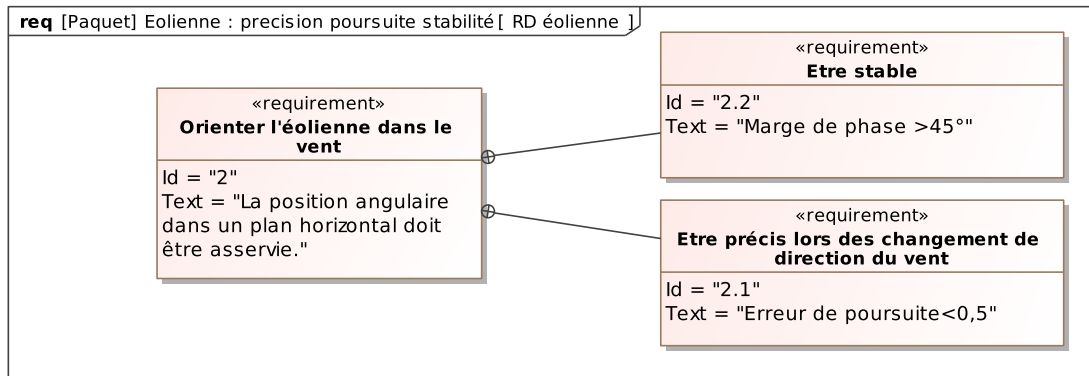 req [Paquet] Eolienne : precision poursuite stabilité[ RD éolienne ]
«requirement»
Orienter l'éolienne dans le
vent
Id = "2"
Text = "La position angulaire
dans un plan horizontal doit
être asservie."
«requirement»
Etre stable
Id = "2.2"
Text = "Marge de phase >45°"
«requirement»
Etre précis lors des changement de
direction du vent
Id = "2.1"
Text = "Erreur de poursuite<0,5"